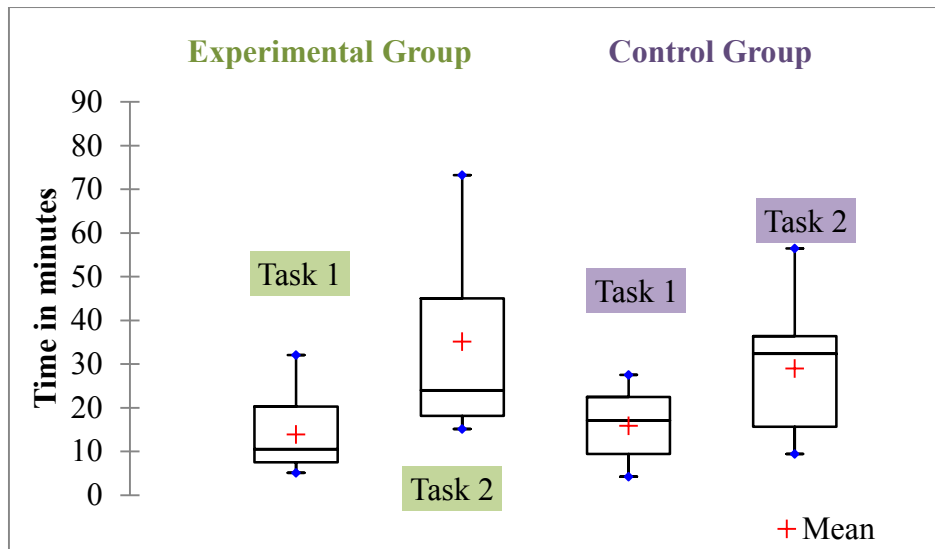 Experimental Group
Control Group
Time in minutes
90
80
70
60
50
40
30
20
10
0
Task 1
Task 2
Task 1
Task 2
Mean